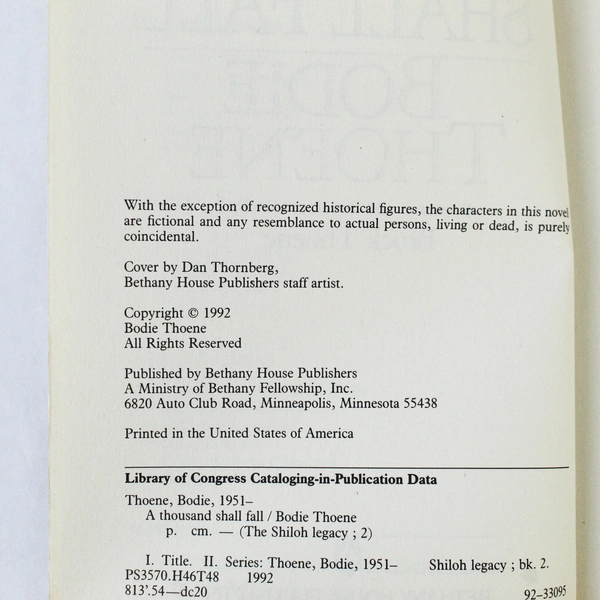 With the exception of recognized historical figures, the characters in this novel
are fictional and any resemblance to actual persons, living or dead, is purely
coincidental.
Cover by Dan Thornberg,
Bethany House Publishers staff artist.
Copyright © 1992
Bodie Thoene
All Rights Reserved
Published by Bethany House Publishers
A Ministry of Bethany Fellowship, Inc.
6820 Auto Club Road, Minneapolis, Minnesota 55438
Printed in the United States of America
Library of Congress Cataloging-in-Publication Data
Thoene, Bodie, 1951–
A thousand shall fall / Bodie Thoene
p. cm. — (The Shiloh legacy ; 2)
I. Title. II. Series: Thoene, Bodie, 1951– Shiloh legacy ; bk. 2.
PS3570.H46T48 1992
813'.54—dc20 92-33095